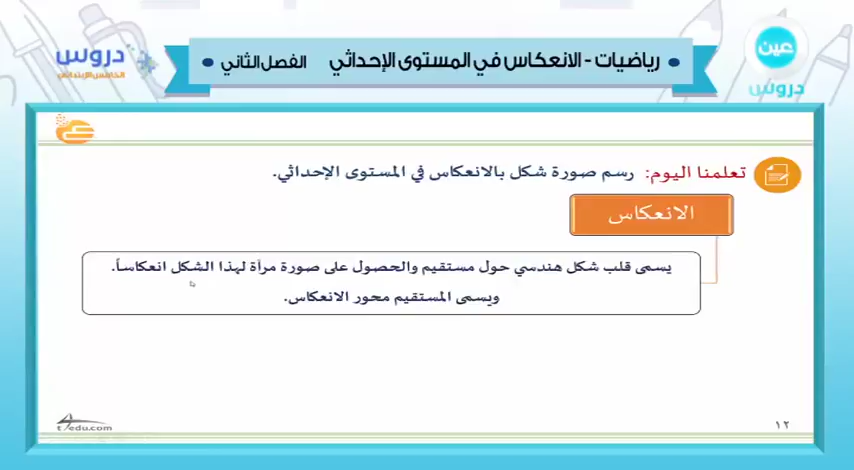 عين
دروس
رياضيات - الانعكاس في المستوى الإحداثي الفصل الثاني
دروس
الخامس الابتدائي
تعلمنا اليوم: رسم صورة شكل بالانعكاس في المستوى الإحداثي.
الانعكاس
يسمى قلب شكل هندسي حول مستقيم والحصول على صورة مرآة لهذا الشكل انعكاساً.
ويسمى المستقيم محور الانعكاس.
١٢
t4edu.com